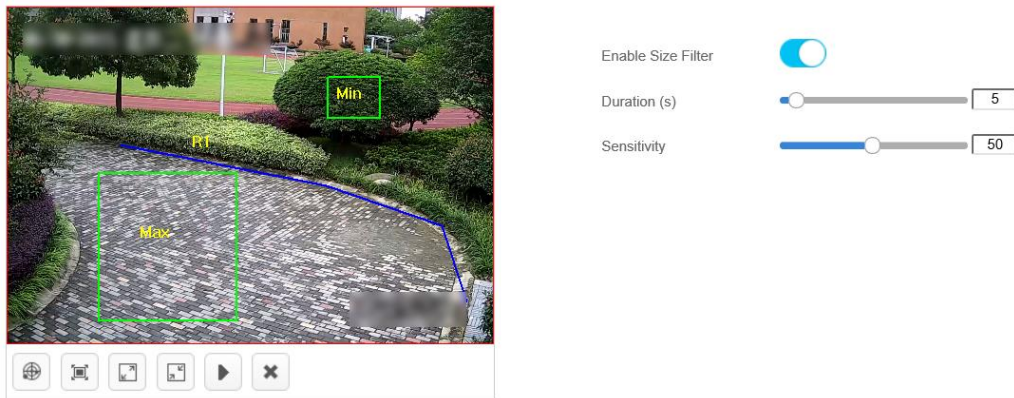 Enable Size Filter
Min
Duration (s)
5
R1
Sensitivity
50
Max